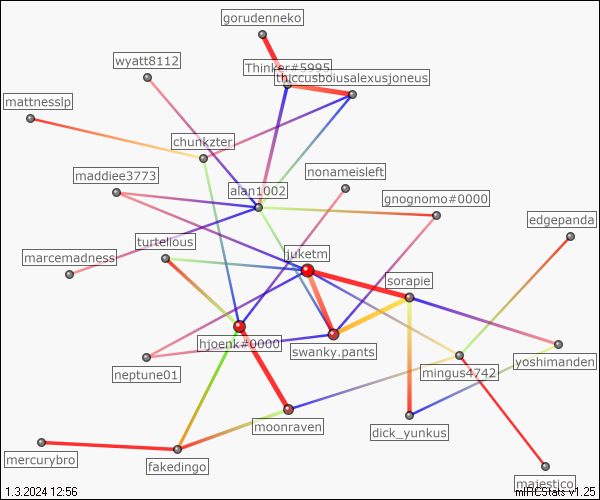 gorudenneko
wyatt8112
Thinker#5995
thiccusboiusalexusjoneus
mattnesslp
chunkzter
maddiee3773
nonameisleft
alan1002
gnognomo#0000
edgepanda
turtellous
marcemadness
juketm
sorapie
hjoenk#0000
swanky.pants
neptune01
mingus4742
yoshimanden
moonraven
dick_yunkus
mercurybro
fakedingo
majestico
1.3.2024 12:56
mIRCStats v1.25